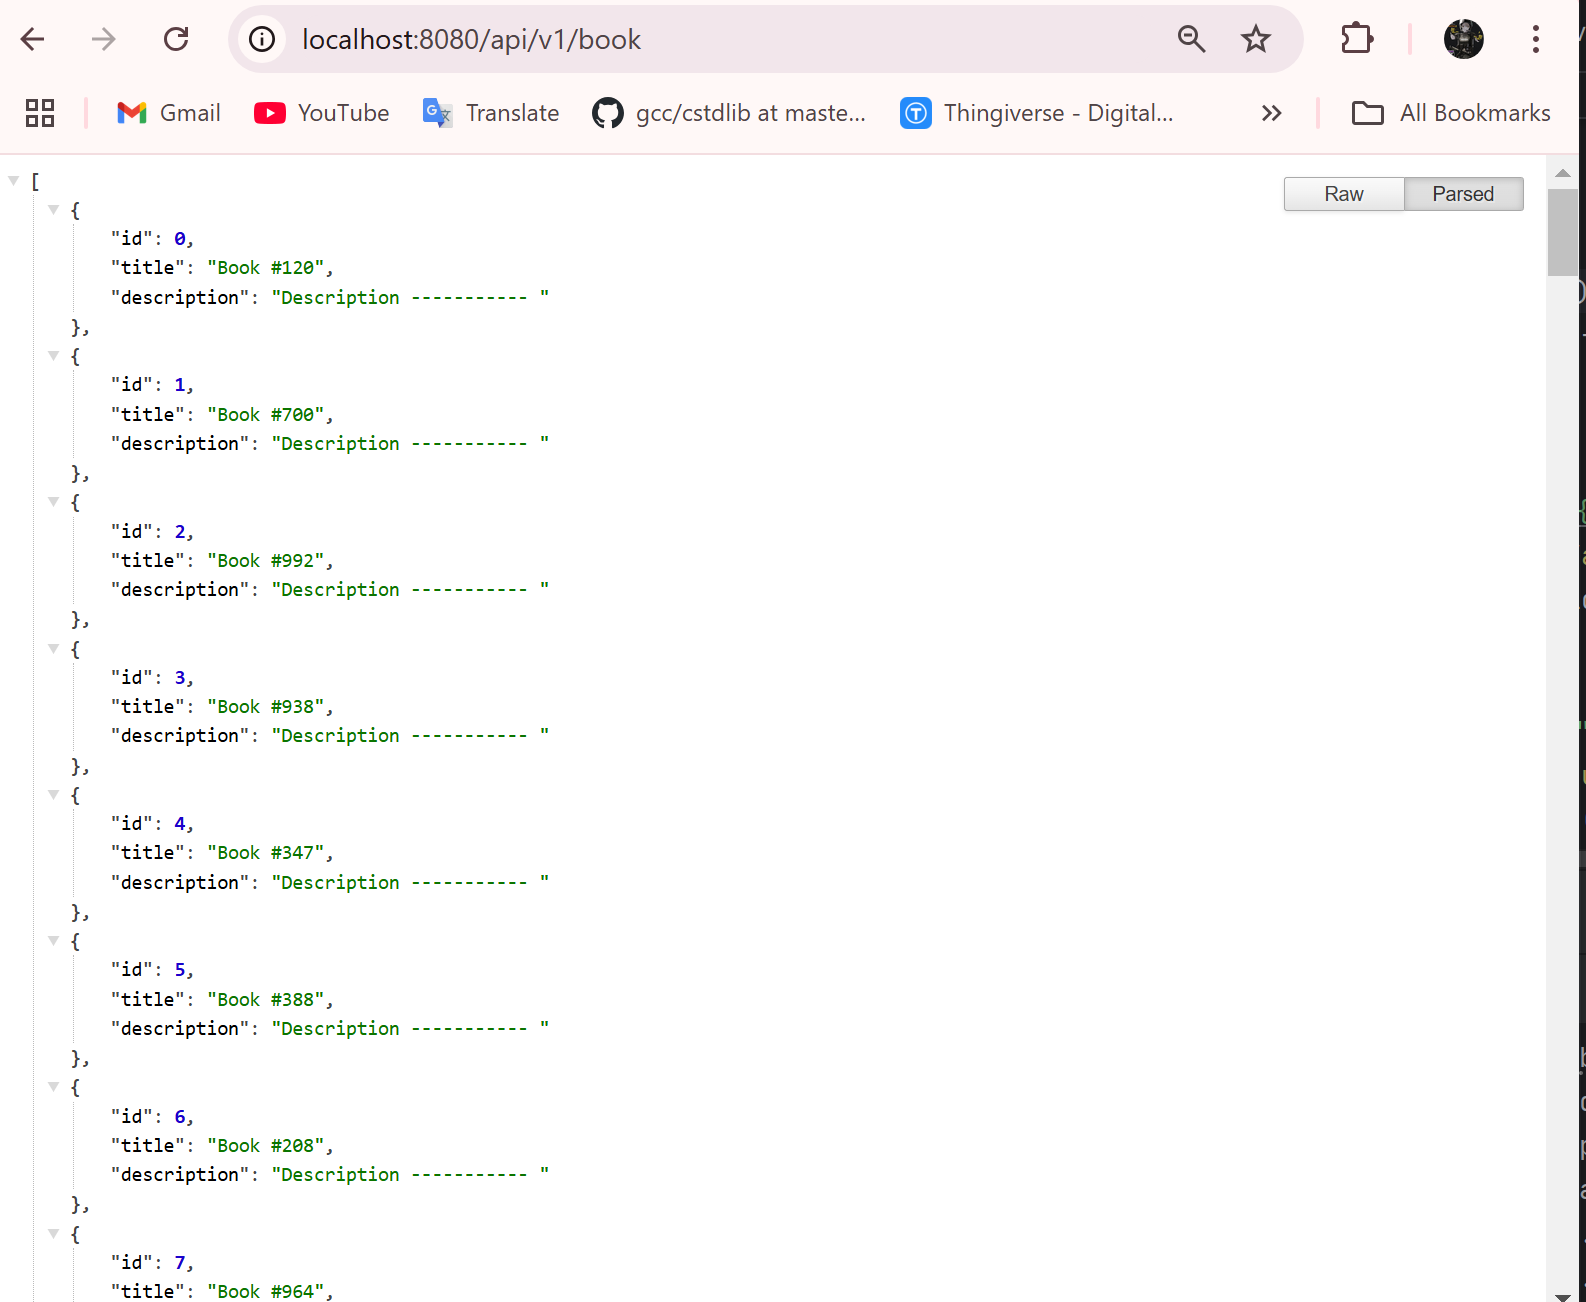 localhost:8080/api/v1/book
Gmail
YouTube
Translate
gcc/cstdlib at maste...
Thingiverse - Digital...
All Bookmarks
Raw
Parsed
[
{
"id": 0,
"title": "Book #120",
"description": "Description ----------- "
},
{
"id": 1,
"title": "Book #700",
"description": "Description ----------- "
},
{
"id": 2,
"title": "Book #992",
"description": "Description ----------- "
},
{
"id": 3,
"title": "Book #938",
"description": "Description ----------- "
},
{
"id": 4,
"title": "Book #347",
"description": "Description ----------- "
},
{
"id": 5,
"title": "Book #388",
"description": "Description ----------- "
},
{
"id": 6,
"title": "Book #208",
"description": "Description ----------- "
},
{
"id": 7,
"title": "Book #964",